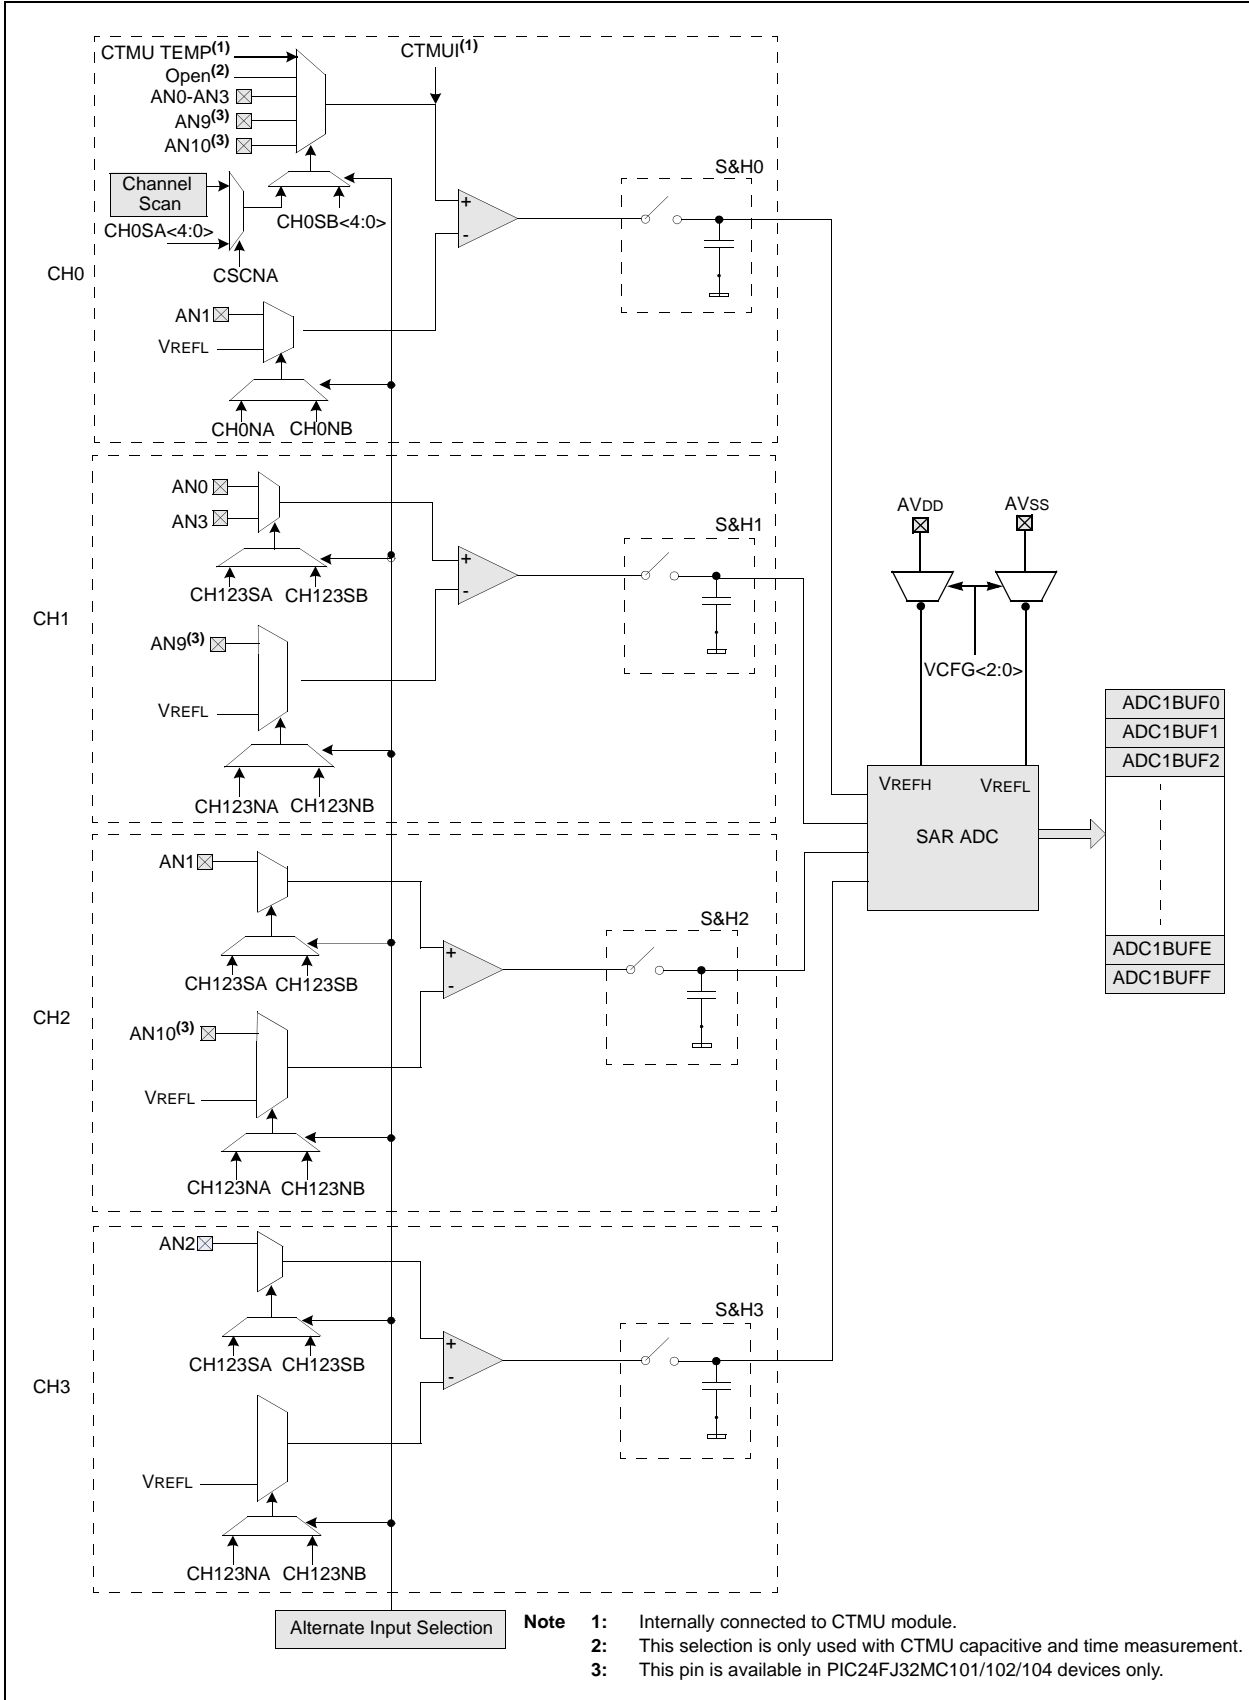 CTMU TEMP(1)
CTMUI(1)
Open(2)
AN0-AN3
AN9(3)
AN10(3)
Channel
Scan
CH0SA<4:0>
CH0SB<4:0>
CSCNA
+
-
S&H0
CH0
AN1
VREFL
CH0NA
CH0NB
AN0
AN3
CH123SA
CH123SB
+
-
S&H1
CH1
AN9(3)
VREFL
CH123NA
CH123NB
AVDD
AVSS
VCFG<2:0>
VREFH
VREFL
SAR ADC
ADC1BUF0
ADC1BUF1
ADC1BUF2
ADC1BUFE
ADC1BUFF
AN1
CH123SA
CH123SB
+
-
S&H2
CH2
AN10(3)
VREFL
CH123NA
CH123NB
AN2
CH123SA
CH123SB
+
-
S&H3
CH3
VREFL
CH123NA
CH123NB
Alternate Input Selection
Note 1: Internally connected to CTMU module.
2: This selection is only used with CTMU capacitive and time measurement.
3: This pin is available in PIC24FJ32MC101/102/104 devices only.